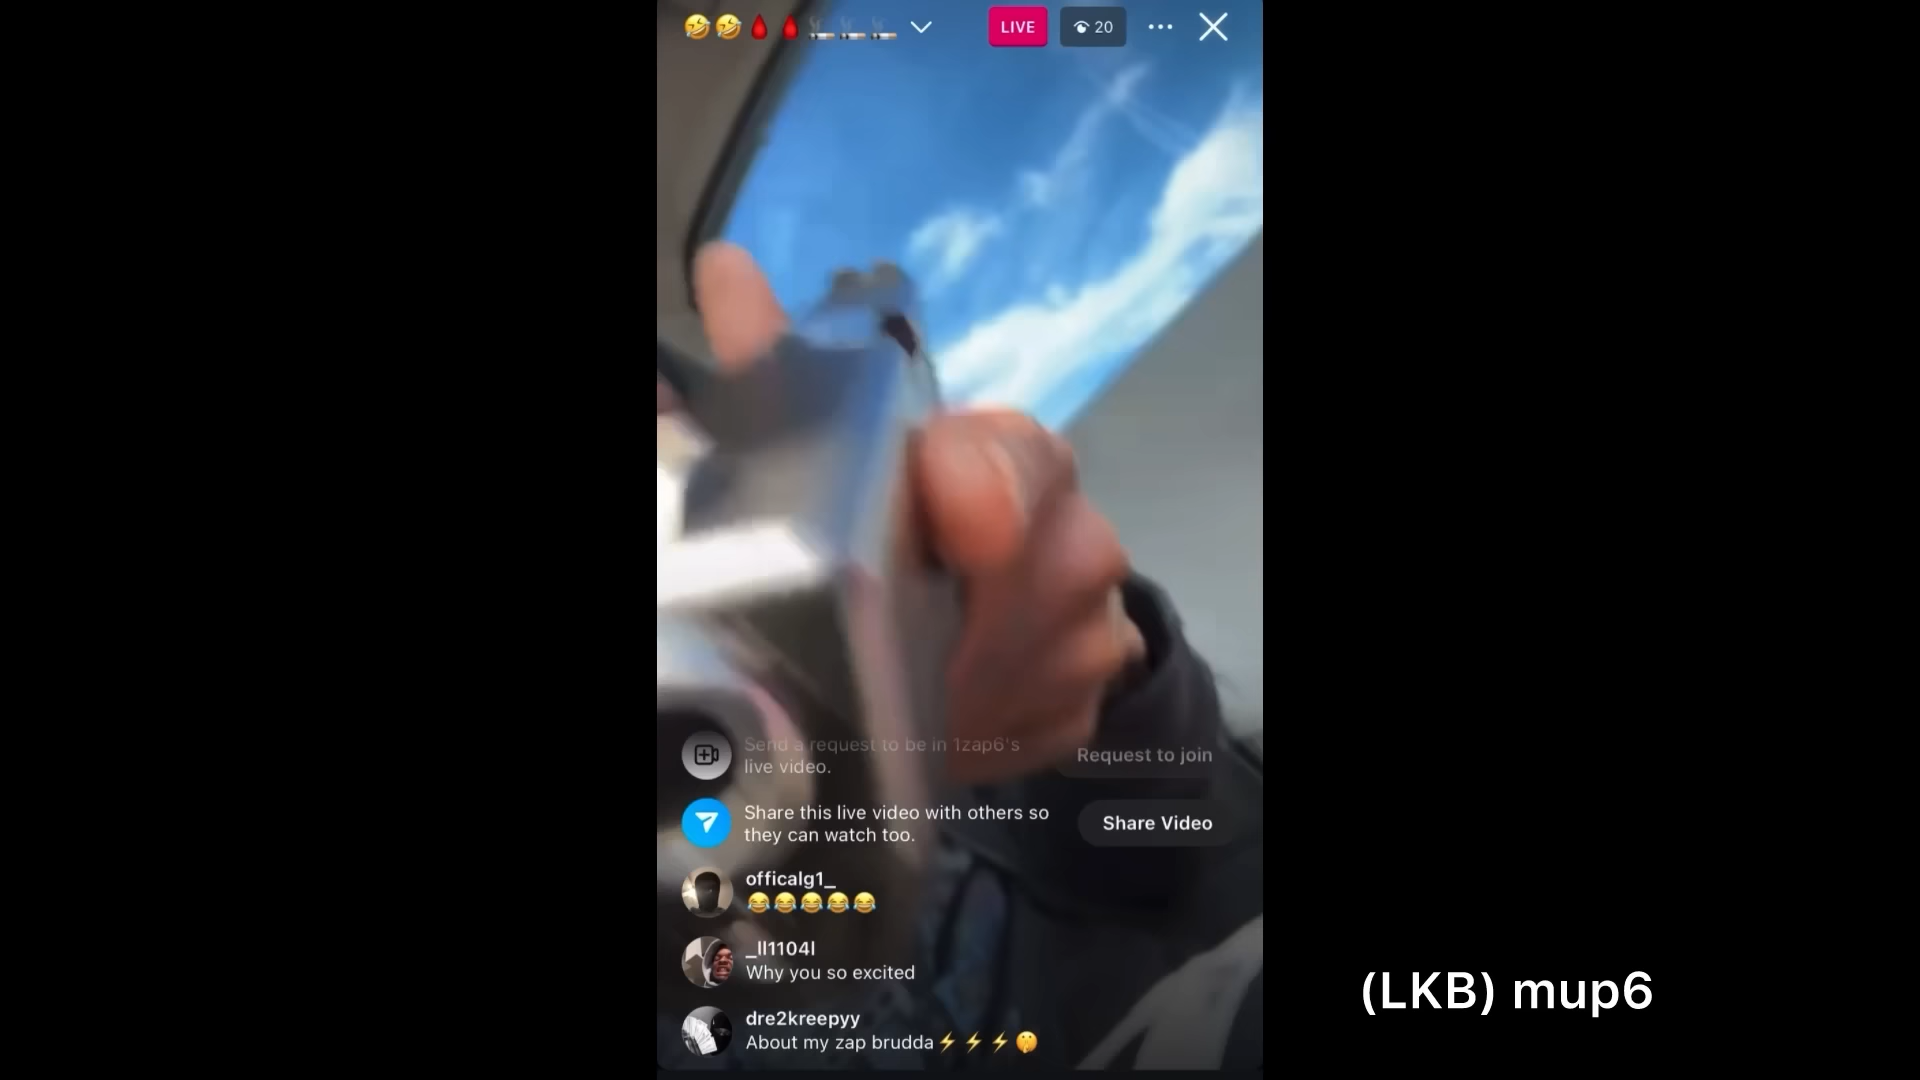 🤣🤣🩸🩸🚬🚬🚬
LIVE
20
Send a request to be in 1zap6's
live video.
Request to join
Share this live video with others so
they can watch too.
Share Video
officalg1_
😂😂😂😂😂
_ll1104l
Why you so excited
dre2kreepyy
About my zap brudda⚡⚡⚡🤫
(LKB) mup6